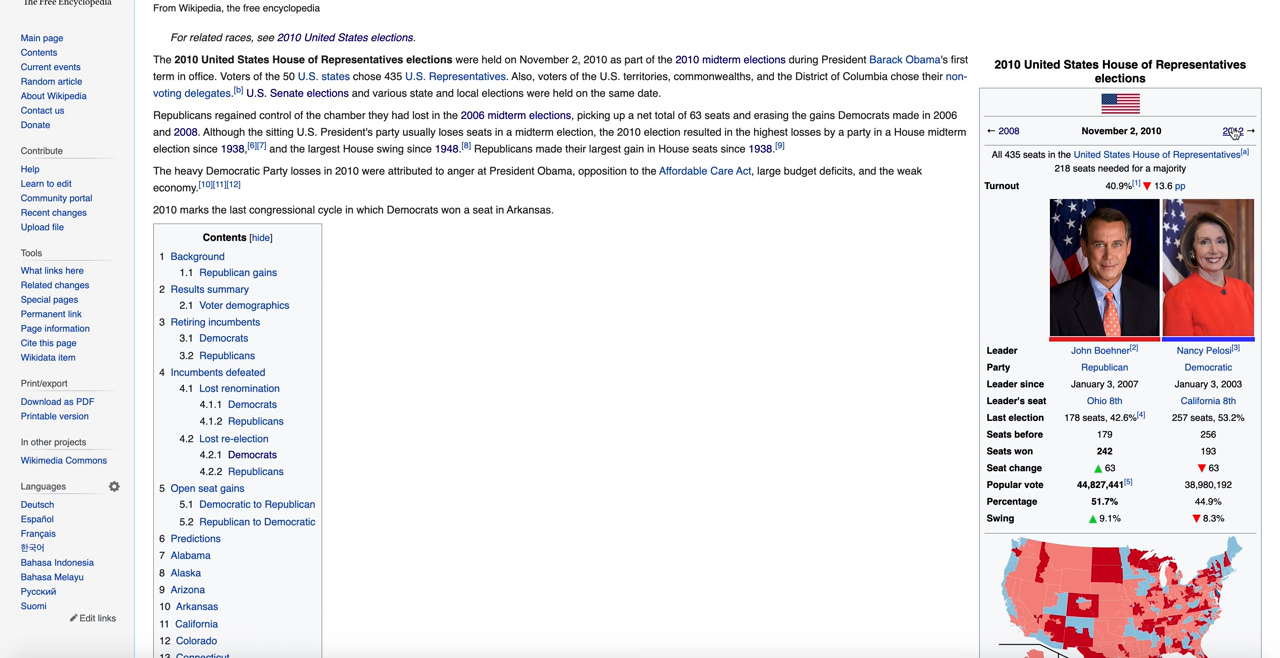 The Free Encyclopedia
Main page
Contents
Current events
Random article
About Wikipedia
Contact us
Donate
Contribute
Help
Learn to edit
Community portal
Recent changes
Upload file
Tools
What links here
Related changes
Special pages
Permanent link
Page information
Cite this page
Wikidata item
Print/export
Download as PDF
Printable version
In other projects
Wikimedia Commons
Languages
Deutsch
Español
Français
한국어
Bahasa Indonesia
Bahasa Melayu
Русский
Suomi
Edit links
From Wikipedia, the free encyclopedia
For related races, see 2010 United States elections.
The 2010 United States House of Representatives elections were held on November 2, 2010 as part of the 2010 midterm elections during President Barack Obama's first
term in office. Voters of the 50 U.S. states chose 435 U.S. Representatives. Also, voters of the U.S. territories, commonwealths, and the District of Columbia chose their non-
voting delegates.[b] U.S. Senate elections and various state and local elections were held on the same date.
Republicans regained control of the chamber they had lost in the 2006 midterm elections, picking up a net total of 63 seats and erasing the gains Democrats made in 2006
and 2008. Although the sitting U.S. President's party usually loses seats in a midterm election, the 2010 election resulted in the highest losses by a party in a House midterm
election since 1938,[6][7] and the largest House swing since 1948.[8] Republicans made their largest gain in House seats since 1938.[9]
The heavy Democratic Party losses in 2010 were attributed to anger at President Obama, opposition to the Affordable Care Act, large budget deficits, and the weak
economy.[10][11][12]
2010 marks the last congressional cycle in which Democrats won a seat in Arkansas.
Contents [hide]
1 Background
1.1 Republican gains
2 Results summary
2.1 Voter demographics
3 Retiring incumbents
3.1 Democrats
3.2 Republicans
4 Incumbents defeated
4.1 Lost renomination
4.1.1 Democrats
4.1.2 Republicans
4.2 Lost re-election
4.2.1 Democrats
4.2.2 Republicans
5 Open seat gains
5.1 Democratic to Republican
5.2 Republican to Democratic
6 Predictions
7 Alabama
8 Alaska
9 Arizona
10 Arkansas
11 California
12 Colorado
13 Connecticut
2010 United States House of Representatives
elections
← 2008 November 2, 2010 2012 →
All 435 seats in the United States House of Representatives[a]
218 seats needed for a majority
Turnout 40.9%[1] ▼ 13.6 pp
Leader John Boehner[2] Nancy Pelosi[3]
Party Republican Democratic
Leader since January 3, 2007 January 3, 2003
Leader's seat Ohio 8th California 8th
Last election 178 seats, 42.6%[4] 257 seats, 53.2%
Seats before 179 256
Seats won 242 193
Seat change ▲ 63 ▼ 63
Popular vote 44,827,441[5] 38,980,192
Percentage 51.7% 44.9%
Swing ▲ 9.1% ▼ 8.3%